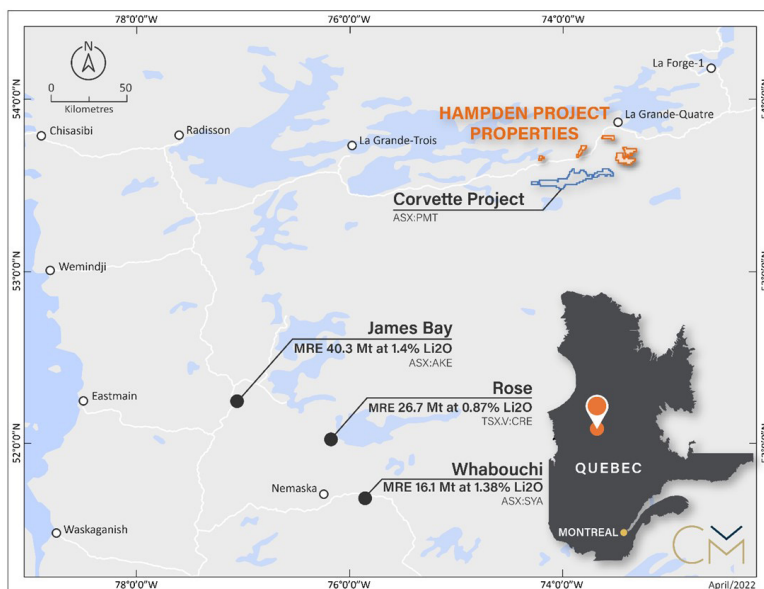 78°0'0"W
76°0'0"W
74°0'0"W
N
0 50
Kilometres
La Forge-1
54°0'0"N
Chisasibi
Radisson
La Grande-Trois
HAMPDEN PROJECT
PROPERTIES
La Grande-Quatre
Corvette Project
ASX:PMT
53°0'0"N
Wemindji
James Bay
MRE 40.3 Mt at 1.4% Li2O
ASX:AKE
Eastmain
Rose
MRE 26.7 Mt at 0.87% Li2O
TSX.V:CRE
52°0'0"N
Whabouchi
MRE 16.1 Mt at 1.38% Li2O
ASX:SYA
Nemaska
Waskaganish
QUEBEC
MONTREAL
CM
78°0'0"W
76°0'0"W
74°0'0"W
April/2022